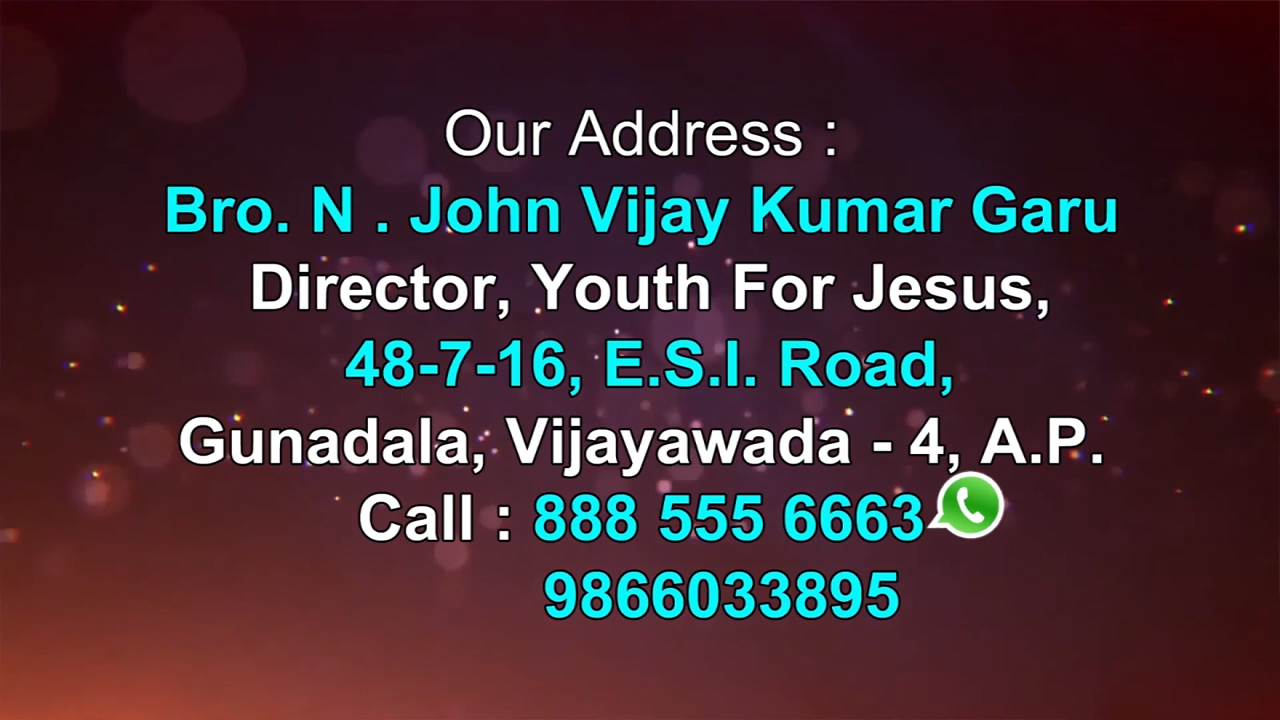 Our Address :
Bro. N . John Vijay Kumar Garu
Director, Youth For Jesus,
48-7-16, E.S.I. Road,
Gunadala, Vijayawada - 4, A.P.
Call : 888 555 6663
9866033895